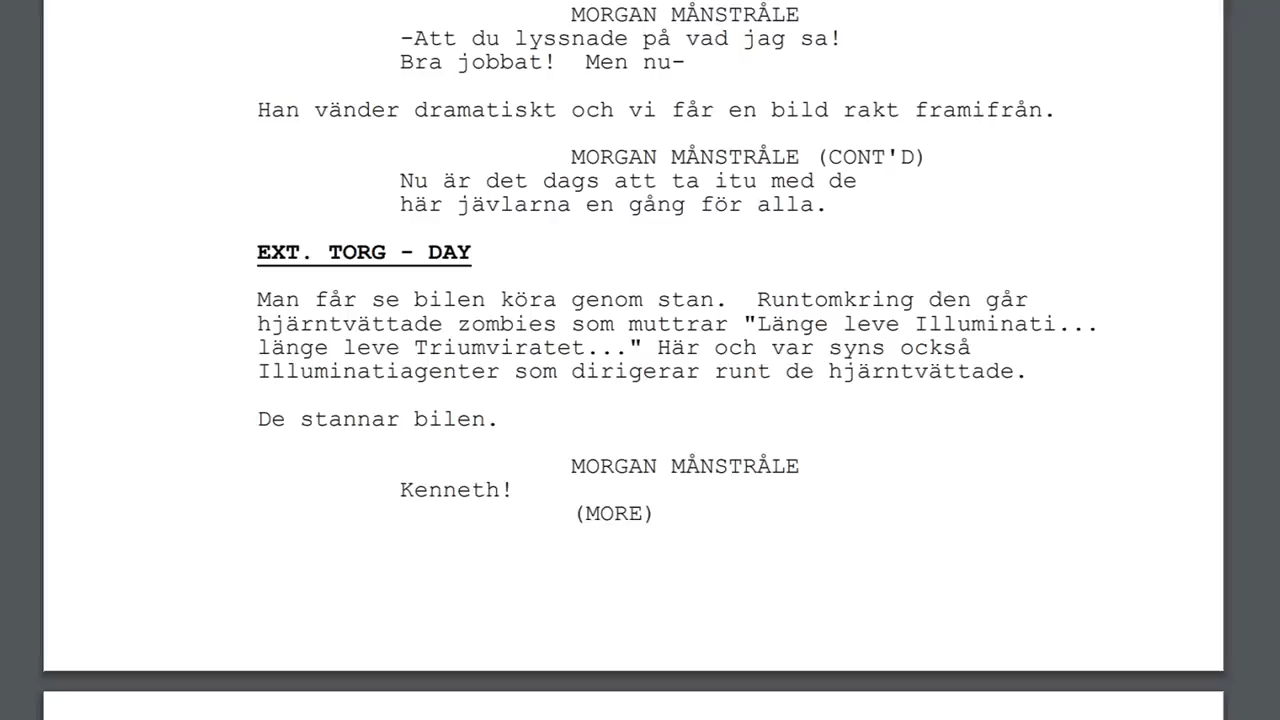 MORGAN MÅNSTRÅLE
-Att du lyssnade på vad jag sa!
Bra jobbat!  Men nu-
Han vänder dramatiskt och vi får en bild rakt framifrån.
MORGAN MÅNSTRÅLE (CONT'D)
Nu är det dags att ta itu med de
här jävlarna en gång för alla.
EXT. TORG - DAY
Man får se bilen köra genom stan.  Runtomkring den går
hjärntvättade zombies som muttrar "Länge leve Illuminati...
länge leve Triumviratet..." Här och var syns också
Illuminatiagenter som dirigerar runt de hjärntvättade.
De stannar bilen.
MORGAN MÅNSTRÅLE
Kenneth!
(MORE)